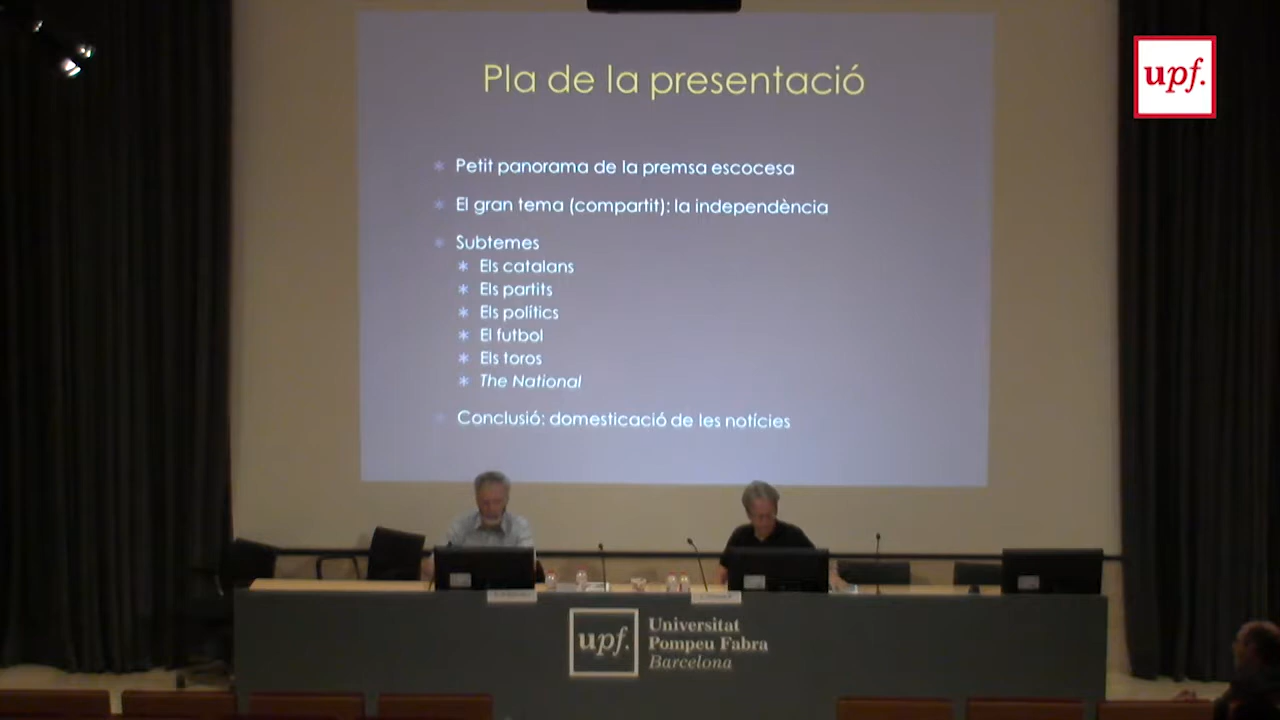 Pla de la presentació
upf.
* Petit panorama de la premsa escocesa
* El gran tema (compartit): la independència
* Subtemes
* Els catalans
* Els partits
* Els polítics
* El futbol
* Els toros
* The National
* Conclusió: domesticació de les notícies
upf.
Universitat
Pompeu Fabra
Barcelona